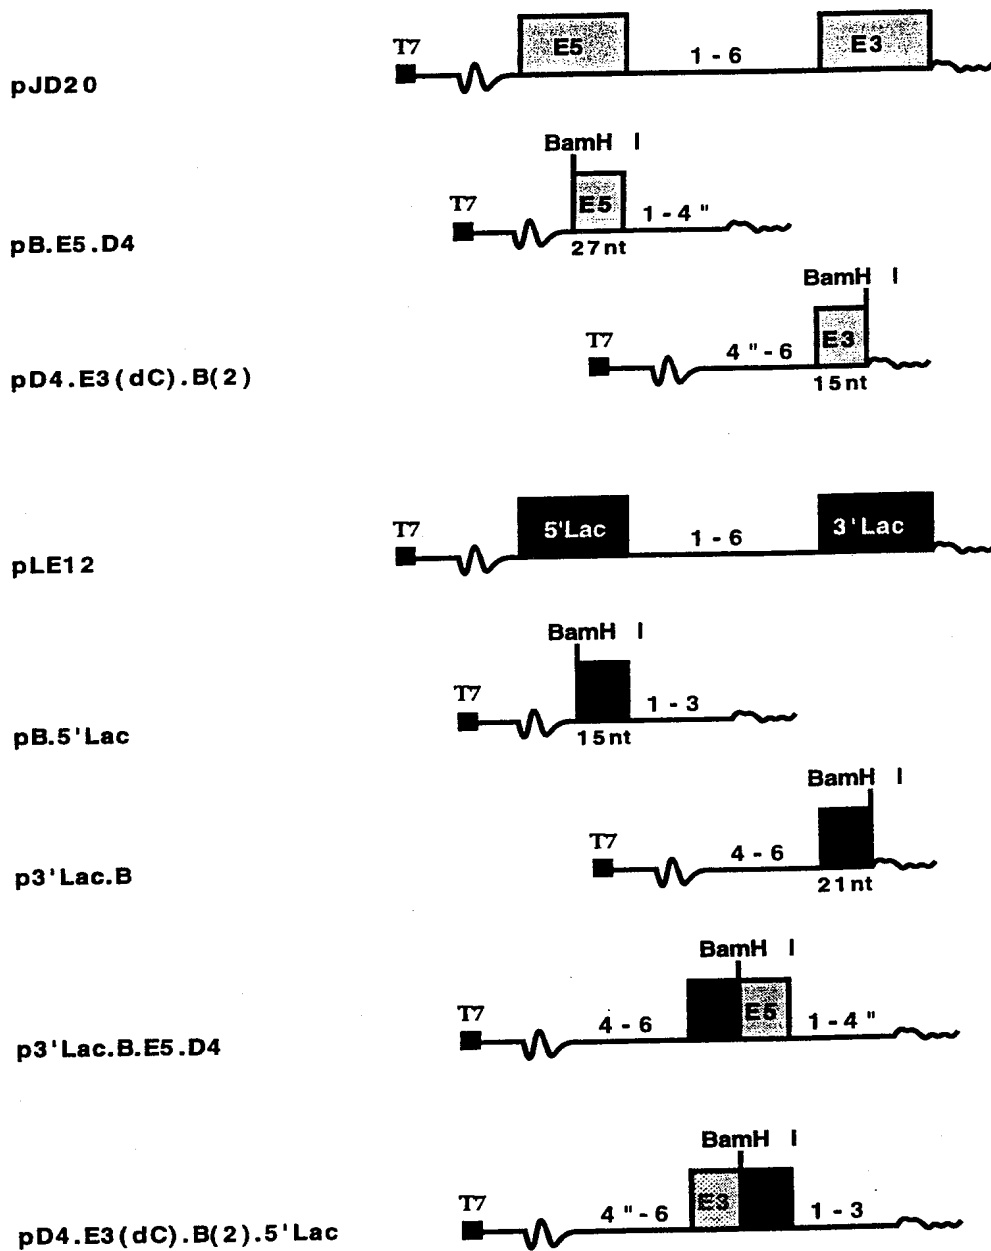 T7 E5 1 - 6 E3
pJD20
BamH I
T7 E5 1 - 4 "
pB.E5.D4 27nt
BamH I
T7 4 " - 6 E3
pD4.E3(dC).B(2) 15nt
T7 5'Lac 1 - 6 3'Lac
pLE12
BamH I
T7 1 - 3
pB.5'Lac 15nt
BamH I
T7 4 - 6
p3'Lac.B 21nt
BamH I
T7 4 - 6 E5 1 - 4 "
p3'Lac.B.E5.D4
BamH I
T7 4 " - 6 E3 1 - 3
pD4.E3(dC).B(2).5'Lac